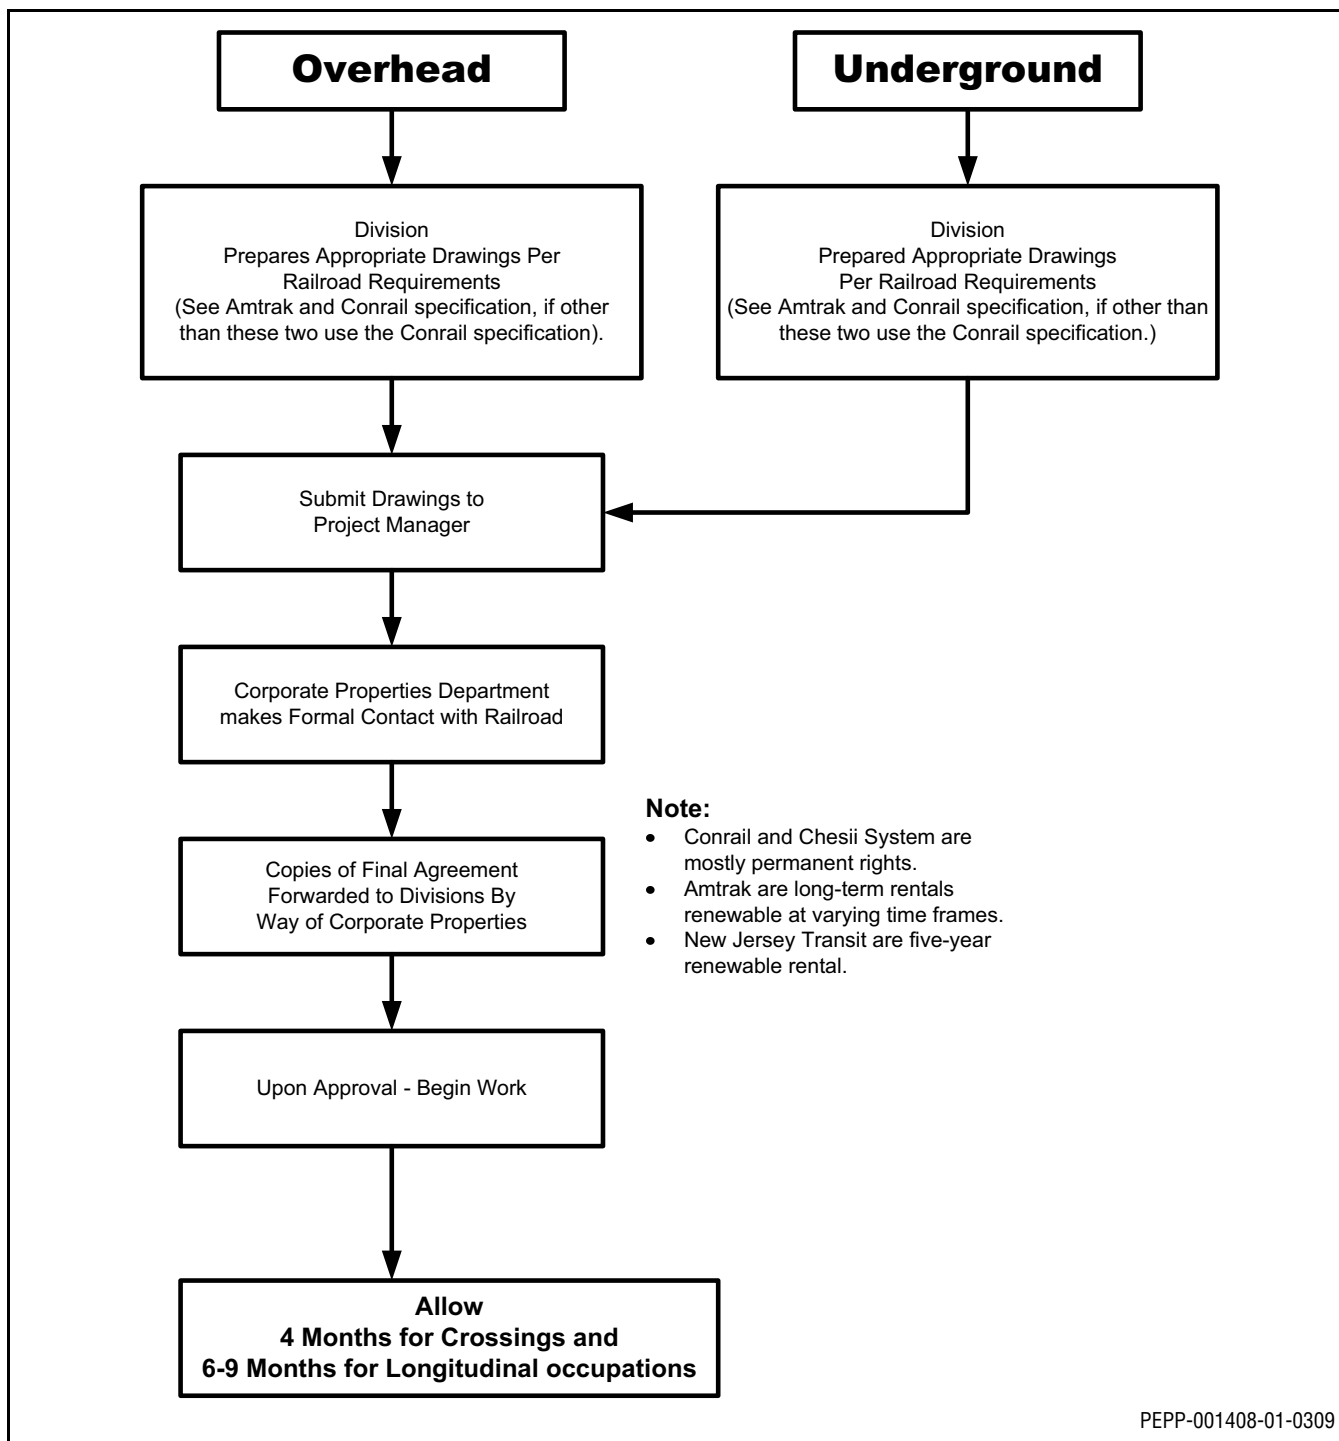 Overhead
Underground
Division
Prepares Appropriate Drawings Per
Railroad Requirements
(See Amtrak and Conrail specification, if other
than these two use the Conrail specification).
Division
Prepared Appropriate Drawings
Per Railroad Requirements
(See Amtrak and Conrail specification, if other than
these two use the Conrail specification.)
Submit Drawings to
Project Manager
Corporate Properties Department
makes Formal Contact with Railroad
Copies of Final Agreement
Forwarded to Divisions By
Way of Corporate Properties
Note:
• Conrail and Chesii System are
mostly permanent rights.
• Amtrak are long-term rentals
renewable at varying time frames.
• New Jersey Transit are five-year
renewable rental.
Upon Approval - Begin Work
Allow
4 Months for Crossings and
6-9 Months for Longitudinal occupations
PEPP-001408-01-0309